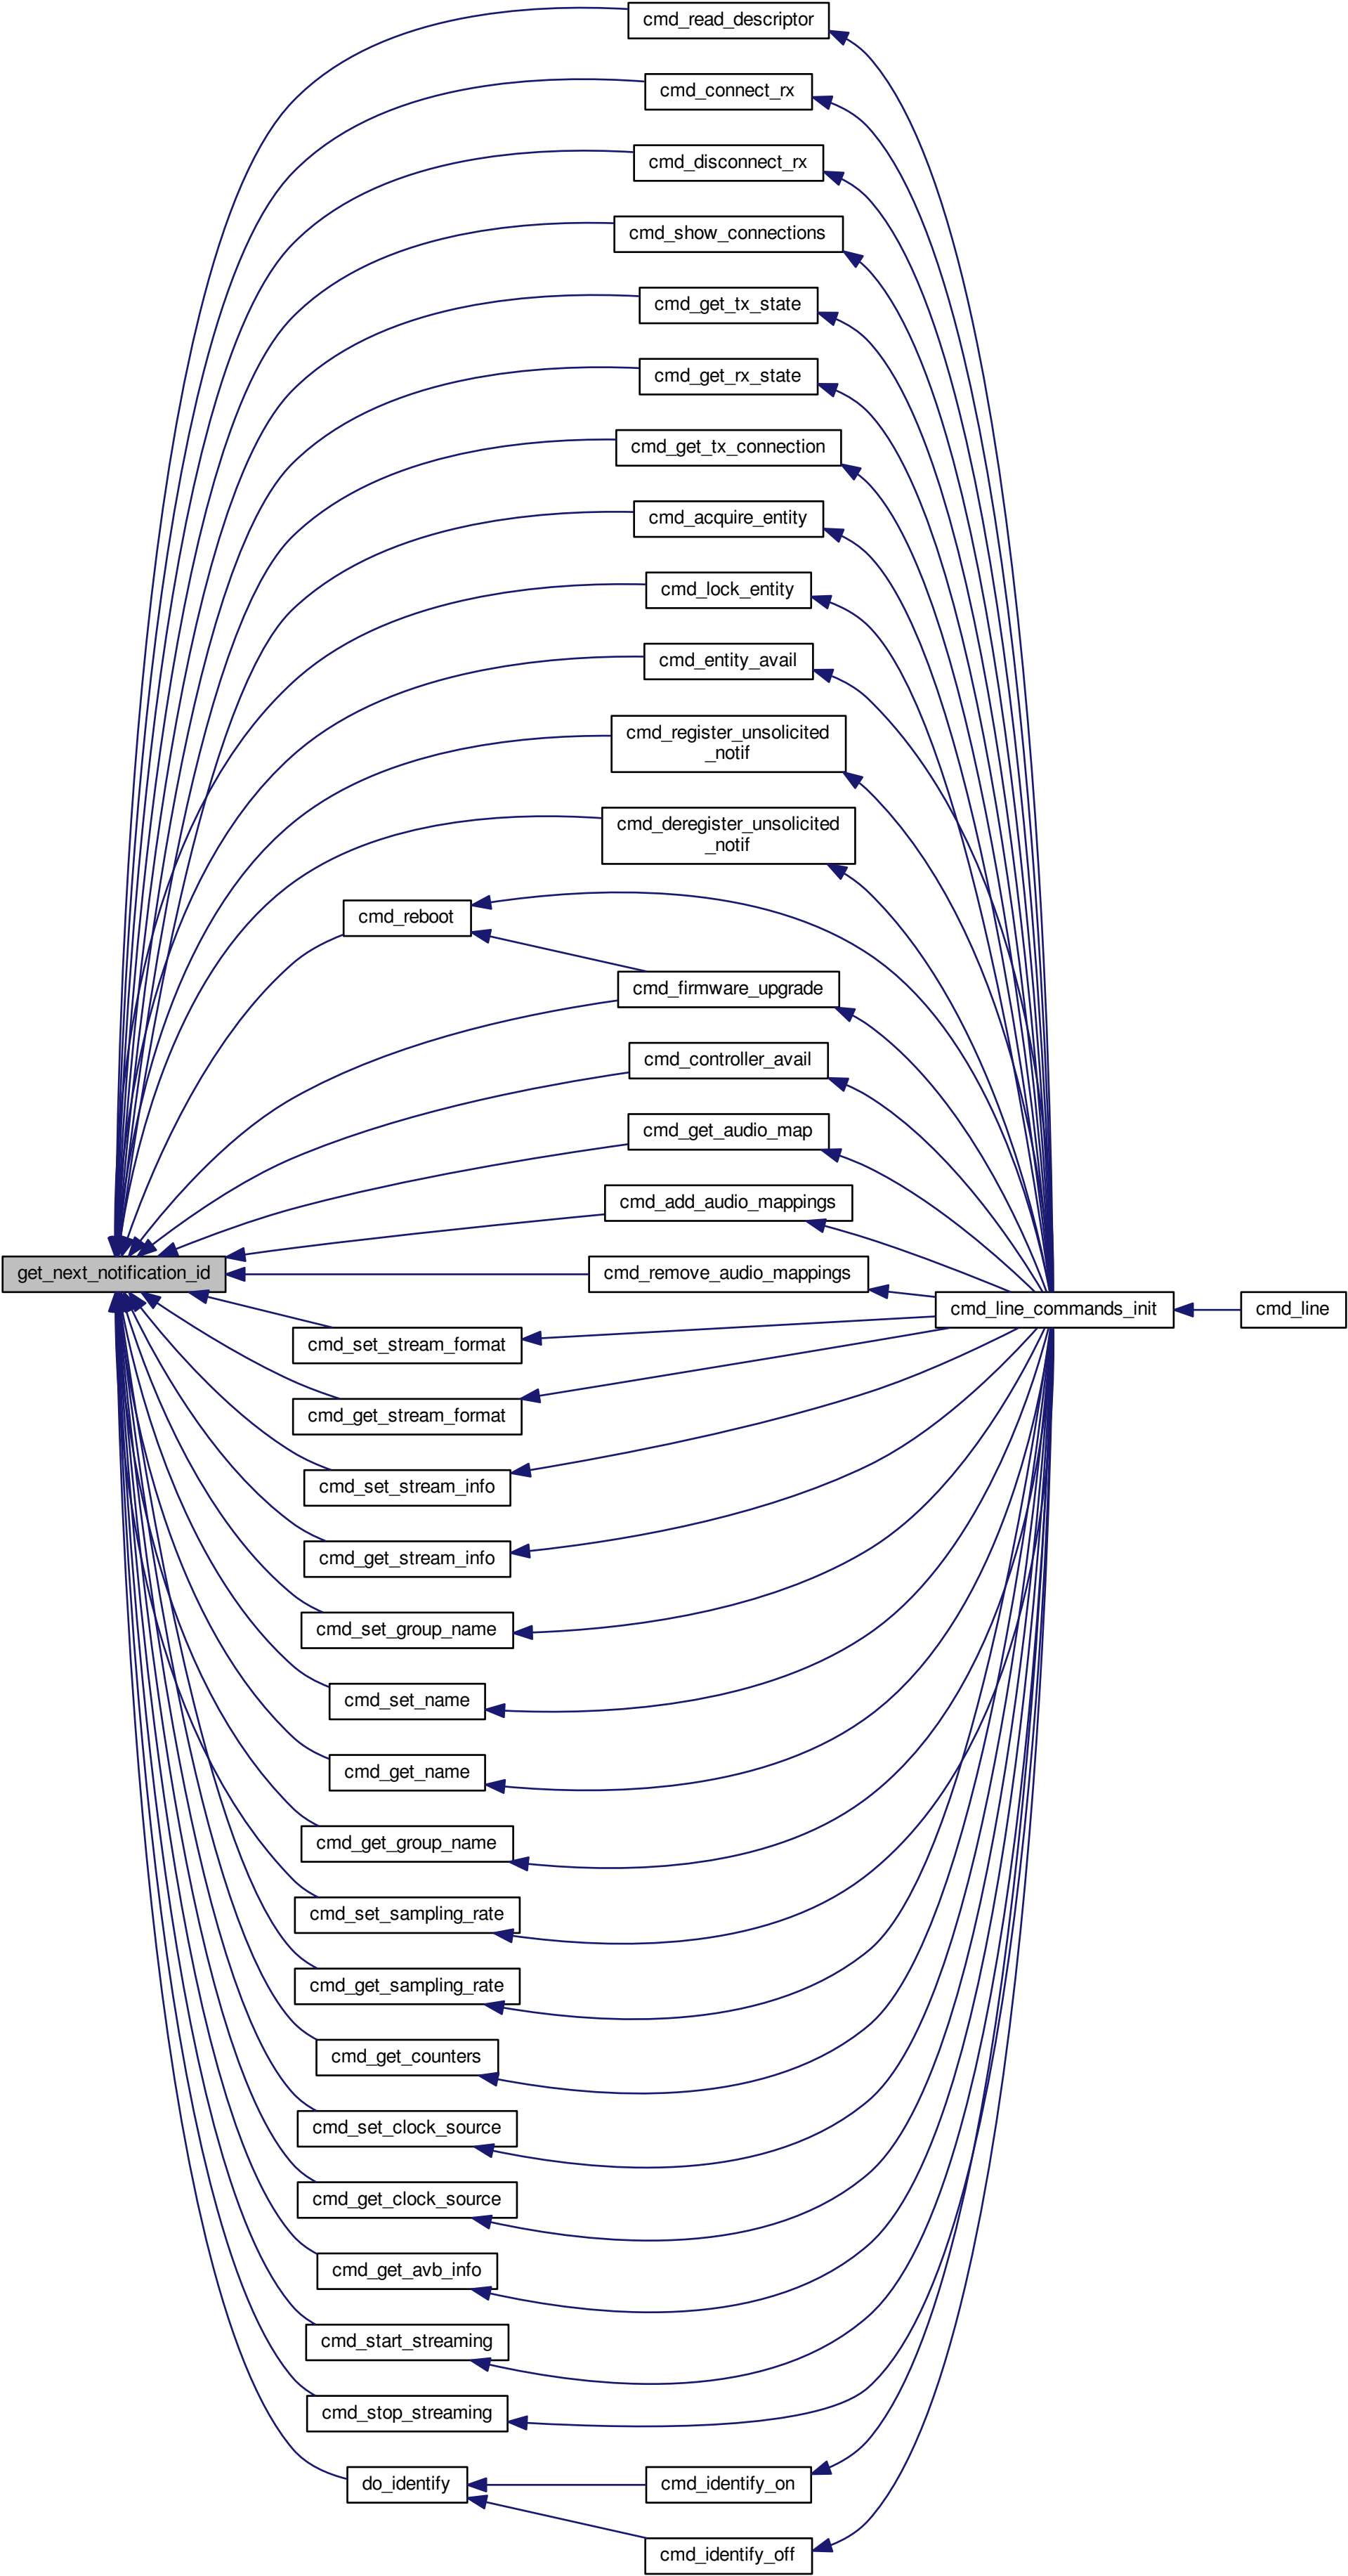 cmd_read_descriptor
cmd_connect_rx
cmd_disconnect_rx
cmd_show_connections
cmd_get_tx_state
cmd_get_rx_state
cmd_get_tx_connection
cmd_acquire_entity
cmd_lock_entity
cmd_entity_avail
cmd_register_unsolicited
_notif
cmd_deregister_unsolicited
_notif
cmd_reboot
cmd_firmware_upgrade
cmd_controller_avail
cmd_get_audio_map
cmd_add_audio_mappings
get_next_notification_id
cmd_remove_audio_mappings
cmd_line_commands_init
cmd_line
cmd_set_stream_format
cmd_get_stream_format
cmd_set_stream_info
cmd_get_stream_info
cmd_set_group_name
cmd_set_name
cmd_get_name
cmd_get_group_name
cmd_set_sampling_rate
cmd_get_sampling_rate
cmd_get_counters
cmd_set_clock_source
cmd_get_clock_source
cmd_get_avb_info
cmd_start_streaming
cmd_stop_streaming
do_identify
cmd_identify_on
cmd_identify_off